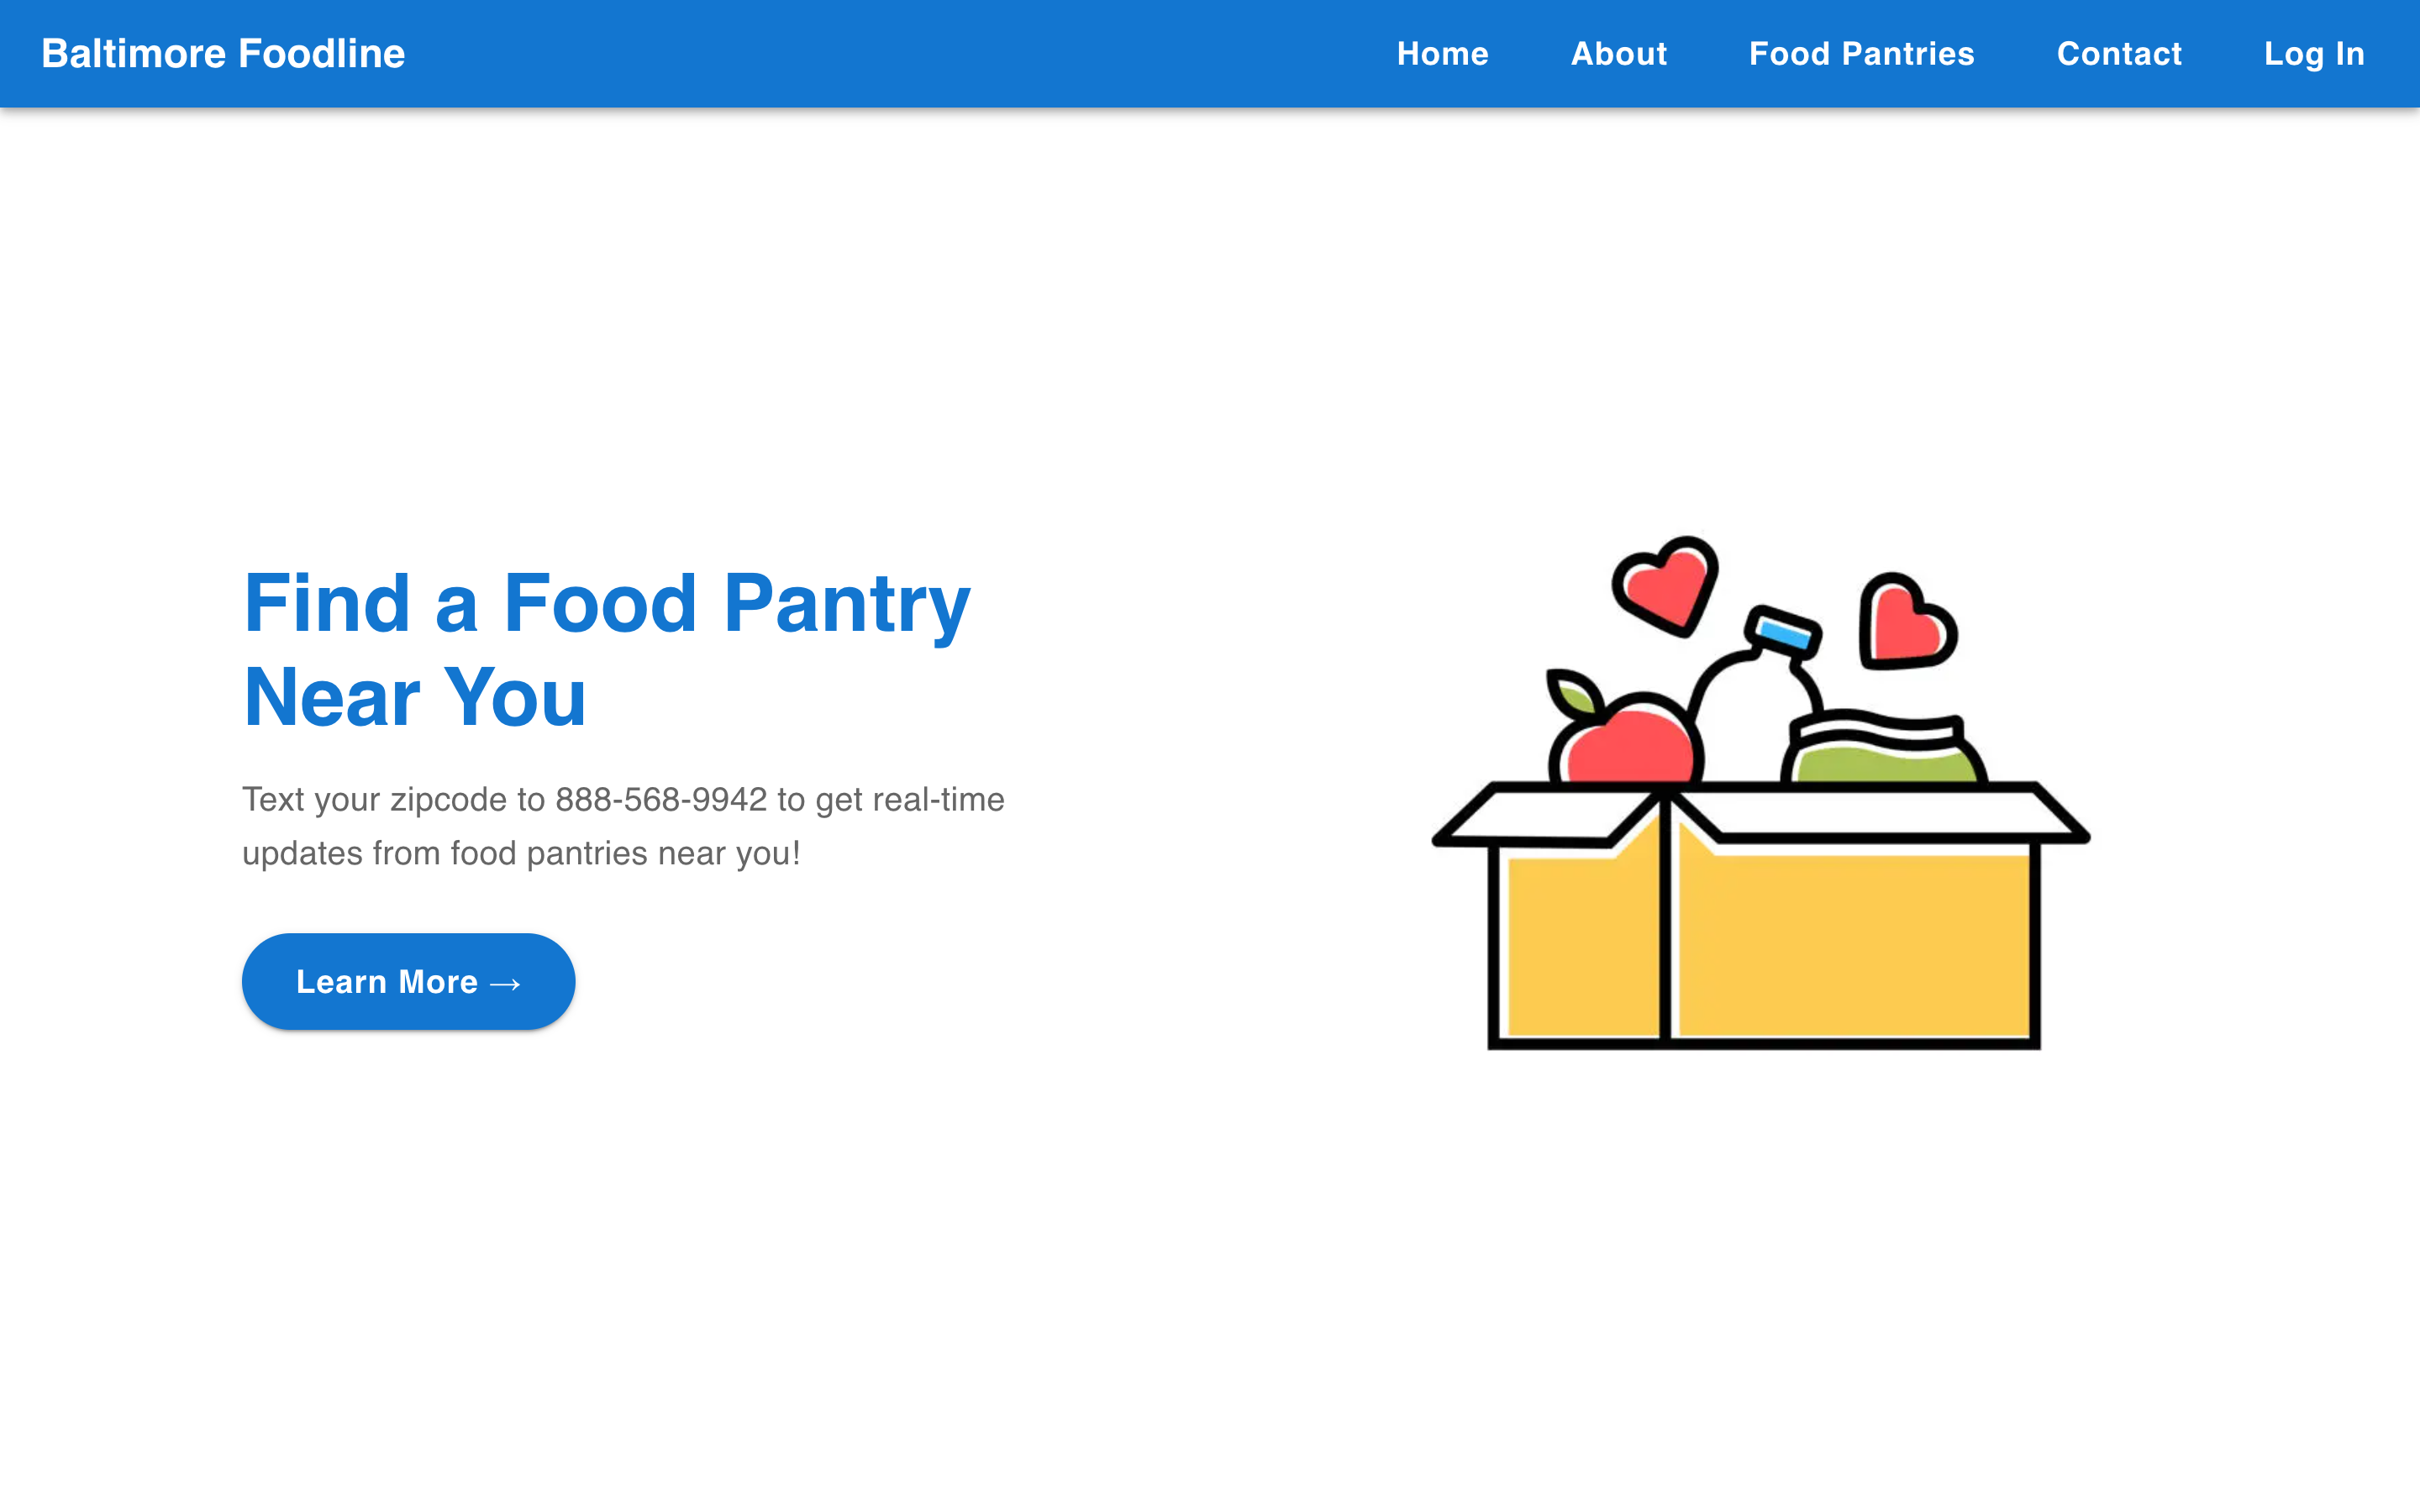 Baltimore Foodline
Home About Food Pantries Contact Log In
Find a Food Pantry
Near You
Text your zipcode to 888-568-9942 to get real-time
updates from food pantries near you!
Learn More →